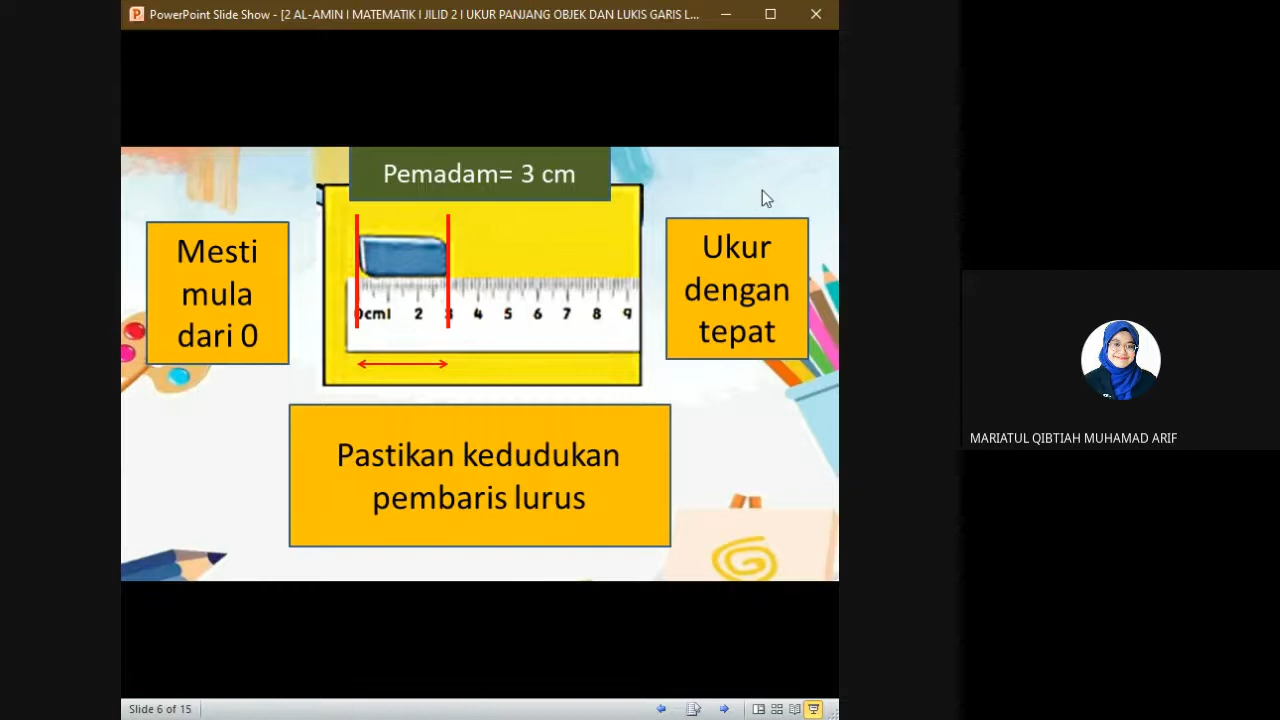 PowerPoint Slide Show - [2 AL-AMIN I MATEMATIK I JILID 2 I UKUR PANJANG OBJEK DAN LUKIS GARIS L...
Pemadam= 3 cm
Mesti
mula
dari 0
Ukur
dengan
tepat
0cm1 2 3 4 5 6 7 8 9
Pastikan kedudukan
pembaris lurus
MARIATUL QIBTIAH MUHAMAD ARIF
Slide 6 of 15